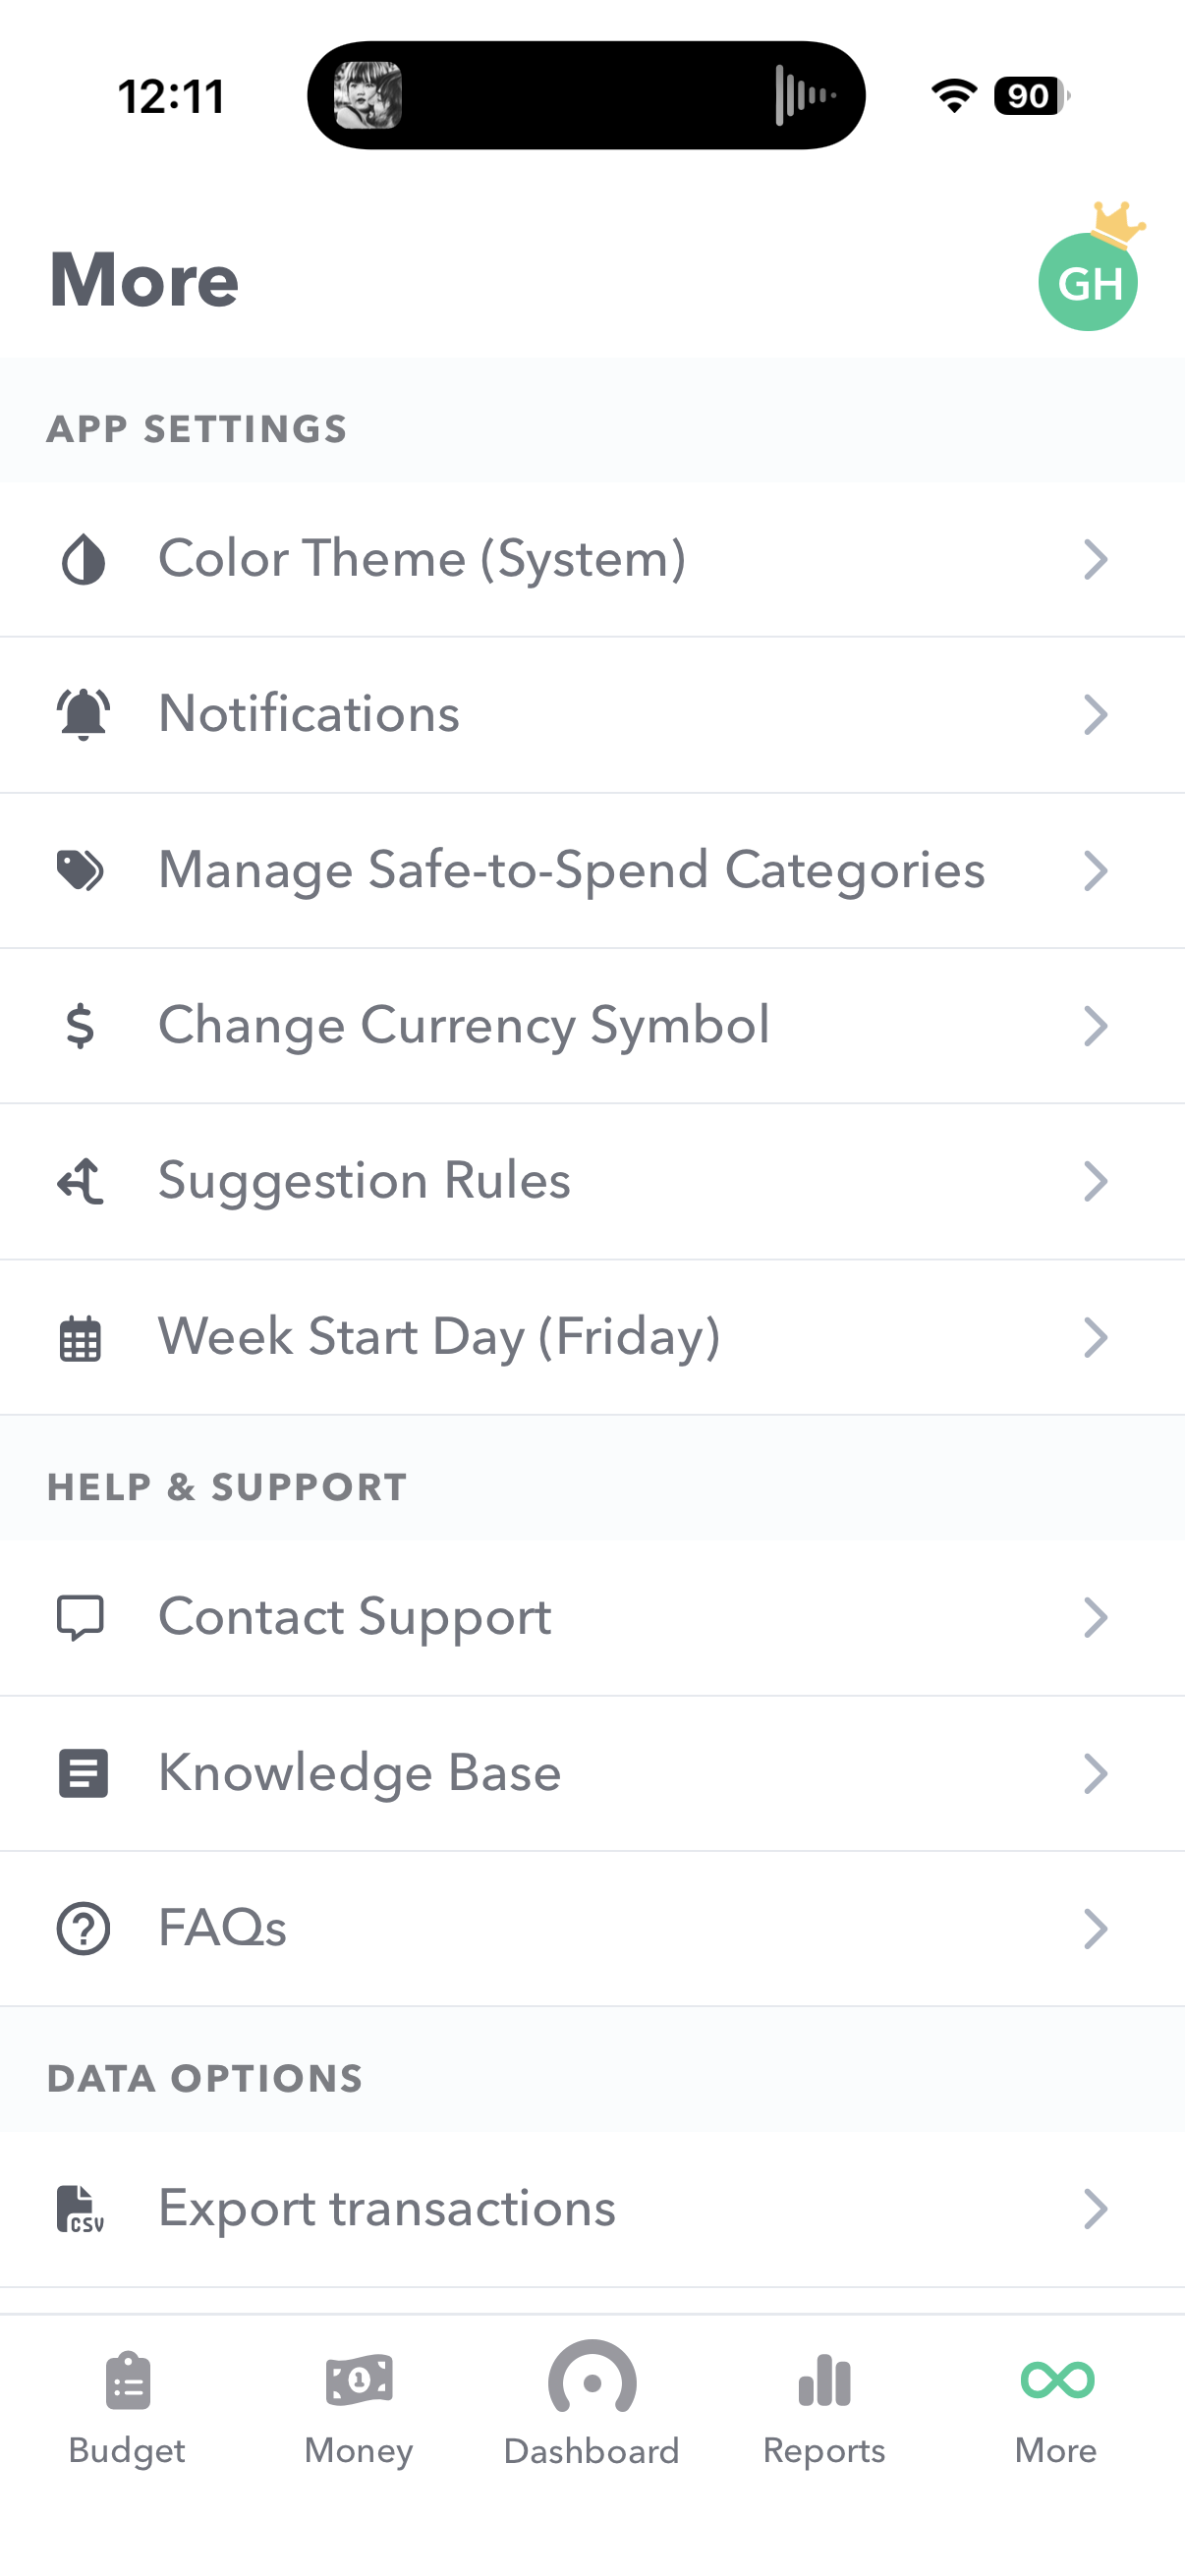 12:11
90
More
GH
APP SETTINGS
Color Theme (System)
Notifications
Manage Safe-to-Spend Categories
$
Change Currency Symbol
Suggestion Rules
Week Start Day (Friday)
HELP & SUPPORT
Contact Support
Knowledge Base
?
FAQs
DATA OPTIONS
CSV
Export transactions
1
Budget
Money
Dashboard
Reports
More